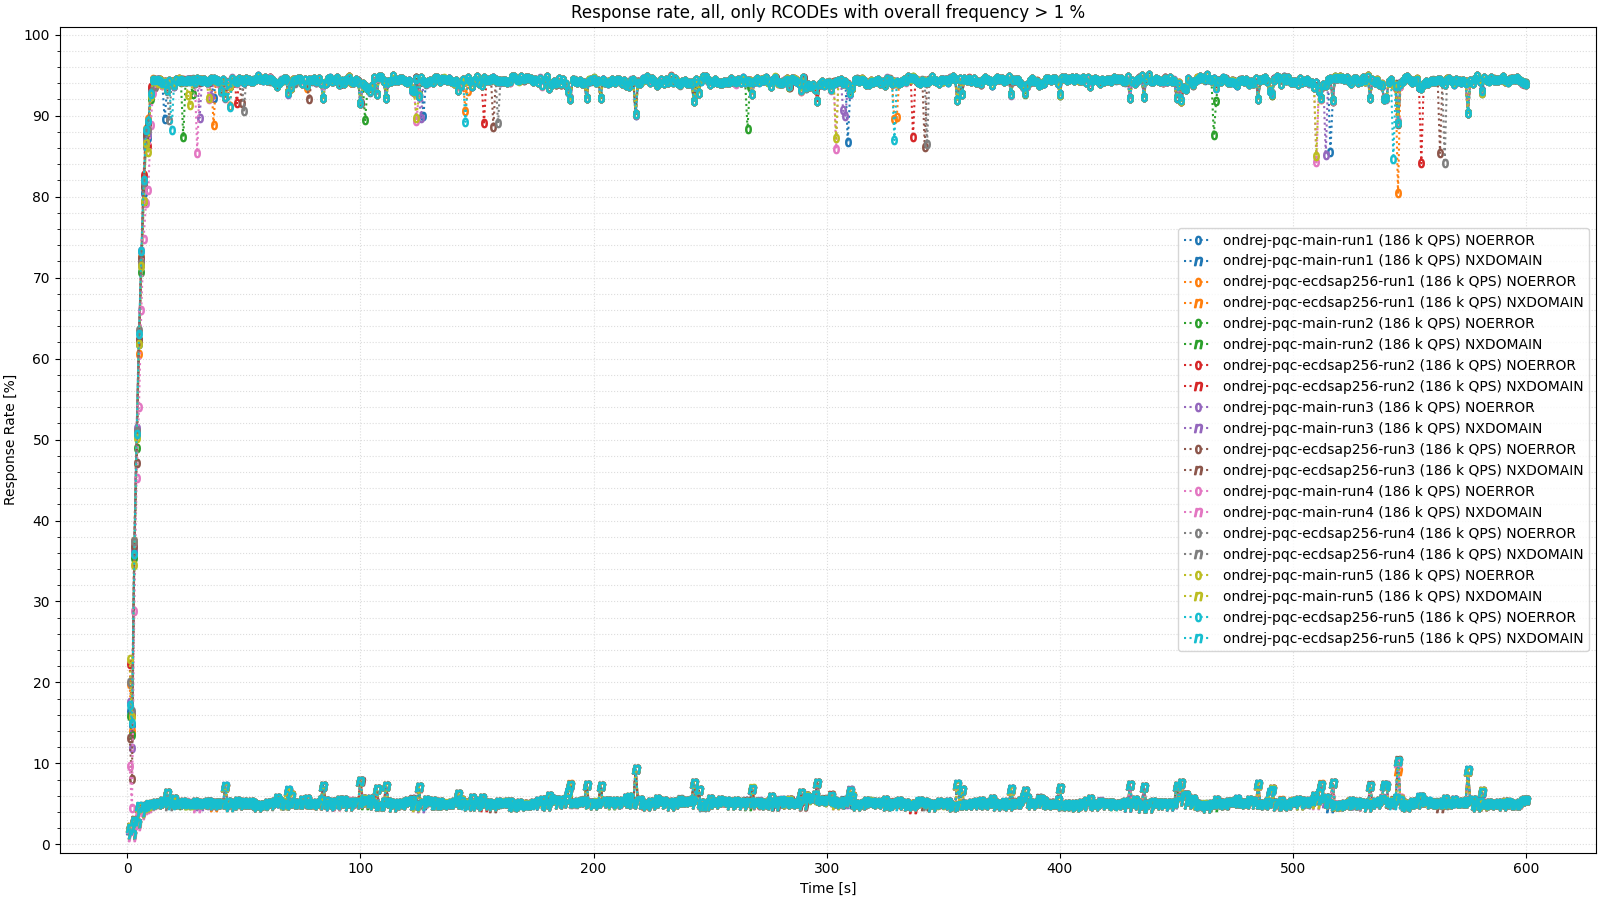 Response rate, all, only RCODEs with overall frequency > 1 %
100
90
80
70
60
50
40
30
20
10
0
Response Rate [%]
ondrej-pqc-main-run1 (186 k QPS) NOERROR
ondrej-pqc-main-run1 (186 k QPS) NXDOMAIN
ondrej-pqc-ecdsap256-run1 (186 k QPS) NOERROR
ondrej-pqc-ecdsap256-run1 (186 k QPS) NXDOMAIN
ondrej-pqc-main-run2 (186 k QPS) NOERROR
ondrej-pqc-main-run2 (186 k QPS) NXDOMAIN
ondrej-pqc-ecdsap256-run2 (186 k QPS) NOERROR
ondrej-pqc-ecdsap256-run2 (186 k QPS) NXDOMAIN
ondrej-pqc-main-run3 (186 k QPS) NOERROR
ondrej-pqc-main-run3 (186 k QPS) NXDOMAIN
ondrej-pqc-ecdsap256-run3 (186 k QPS) NOERROR
ondrej-pqc-ecdsap256-run3 (186 k QPS) NXDOMAIN
ondrej-pqc-main-run4 (186 k QPS) NOERROR
ondrej-pqc-main-run4 (186 k QPS) NXDOMAIN
ondrej-pqc-ecdsap256-run4 (186 k QPS) NOERROR
ondrej-pqc-ecdsap256-run4 (186 k QPS) NXDOMAIN
ondrej-pqc-main-run5 (186 k QPS) NOERROR
ondrej-pqc-main-run5 (186 k QPS) NXDOMAIN
ondrej-pqc-ecdsap256-run5 (186 k QPS) NOERROR
ondrej-pqc-ecdsap256-run5 (186 k QPS) NXDOMAIN
0 100 200 300 400 500 600
Time [s]